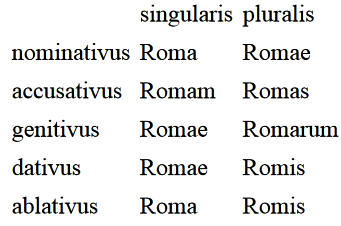 singularis pluralis
nominativus Roma Romae
accusativus Romam Romas
genitivus Romae Romarum
dativus Romae Romis
ablativus Roma Romis